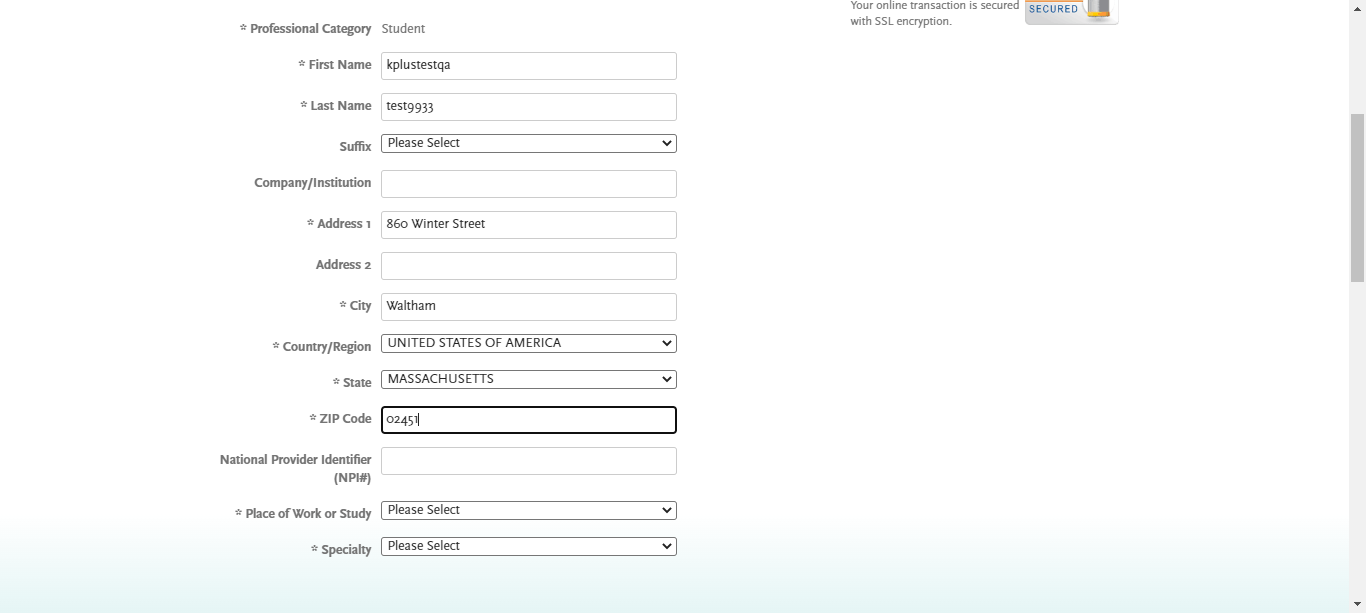 Your online transaction is secured
with SSL encryption.
SECURED
* Professional Category Student
* First Name kplustestqa
* Last Name test9933
Suffix Please Select
Company/Institution
* Address 1 860 Winter Street
Address 2
* City Waltham
* Country/Region UNITED STATES OF AMERICA
* State MASSACHUSETTS
* ZIP Code 02451
National Provider Identifier
(NPI#)
* Place of Work or Study Please Select
* Specialty Please Select